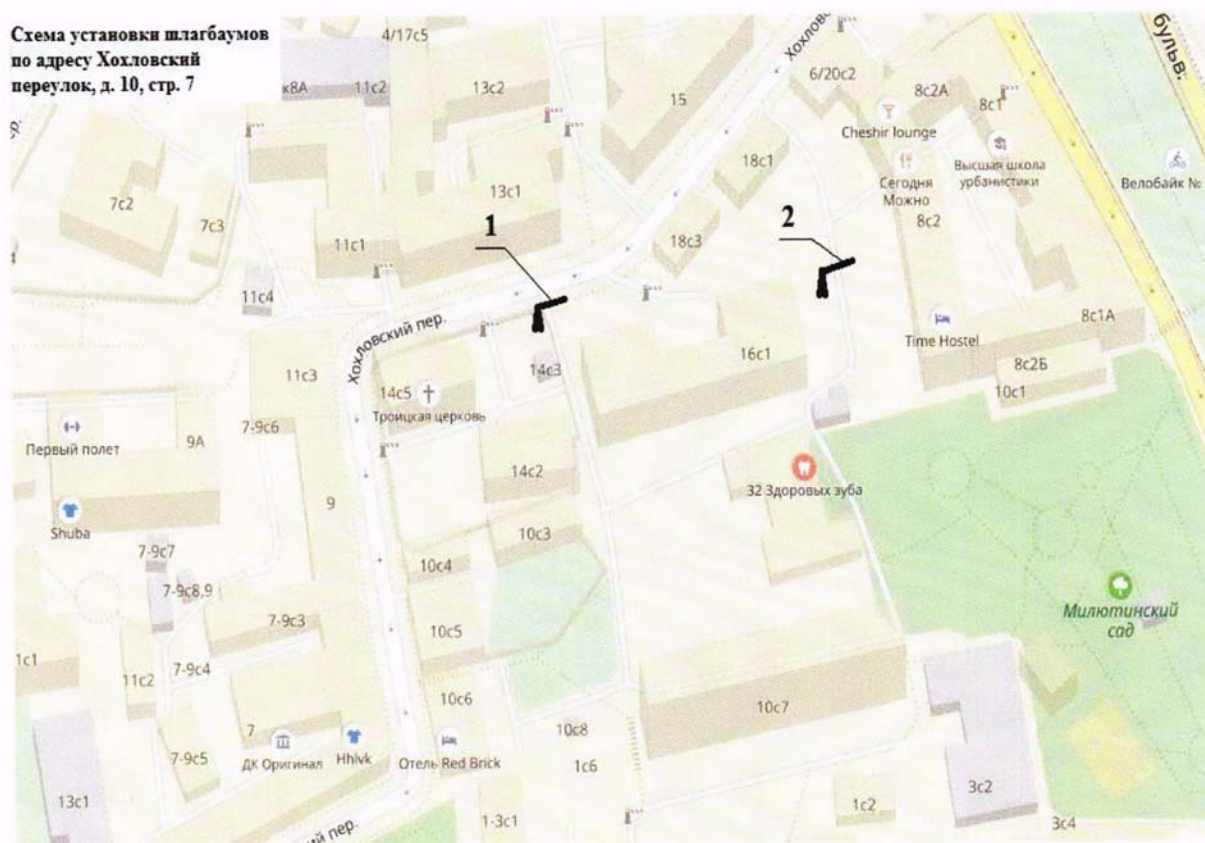 Схема установки шлагбаумов
по адресу Хохловский
переулок, д. 10, стр. 7
4/17с5
Хохловс
бульв.
к8А
11с2
13с2
15
6/20с2
8с2А
8с1
Cheshir lounge
18с1
Высшая школа
урбанистики
Сегодня
Можно
Велобайк №
7с2
7с3
13с1
1
2
11с1
18с3
8с2
11с4
Хохловский пер.
Time Hostel
8с1А
16с1
8с2Б
11с3
14с3
14с5
10с1
Троицкая церковь
7-9с6
9А
Первый полет
14с2
32 Здоровых зуба
9
Shuba
10с3
7-9с7
10с4
7-9с8,9
Милютинский
сад
7-9с3
10с5
1с1
7-9с4
11с2
10с6
10с7
7
10с8
7-9с5
ДК Оригинал
Hhlvk
Отель Red Brick
1с6
13с1
3с2
1с2
1-3с1
3с4
кий пер.